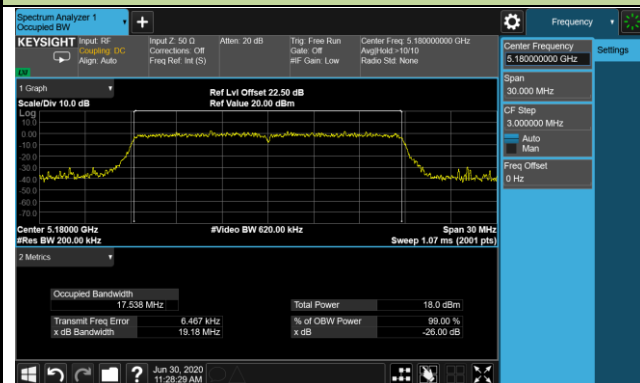 Spectrum Analyzer 1
Occupied BW
Frequency
KEYSIGHT
Input: RF
Coupling: DC
Align: Auto
Input Z: 50 Ω
Corrections: Off
Freq Ref: Int (S)
Atten: 20 dB
Trig: Free Run
Gate: Off
#IF Gain: Low
Center Freq: 5.180000000 GHz
Avg|Hold:>10/10
Radio Std: None
Center Frequency
5.180000000 GHz
Settings
Span
30.000 MHz
CF Step
3.000000 MHz
Auto
Man
Freq Offset
0 Hz
1 Graph
Scale/Div 10.0 dB
Ref Lvl Offset 22.50 dB
Ref Value 20.00 dBm
Log
10.0
0.00
-10.0
-20.0
-30.0
-40.0
-50.0
-60.0
-70.0
Center 5.18000 GHz
#Video BW 620.00 kHz
Span 30 MHz
#Res BW 200.00 kHz
Sweep 1.07 ms (2001 pts)
2 Metrics
Occupied Bandwidth
17.538 MHz
Total Power 18.0 dBm
Transmit Freq Error 6.467 kHz
% of OBW Power 99.00 %
x dB Bandwidth 19.18 MHz
x dB -26.00 dB
Jun 30, 2020
11:28:29 AM